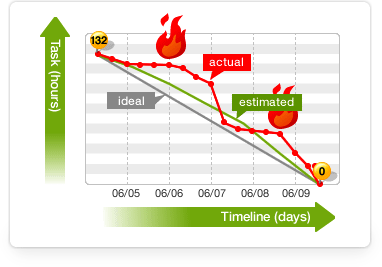 132
Task (hours)
actual
ideal
estimated
0
06/05 06/06 06/07 06/08 06/09
Timeline (days)